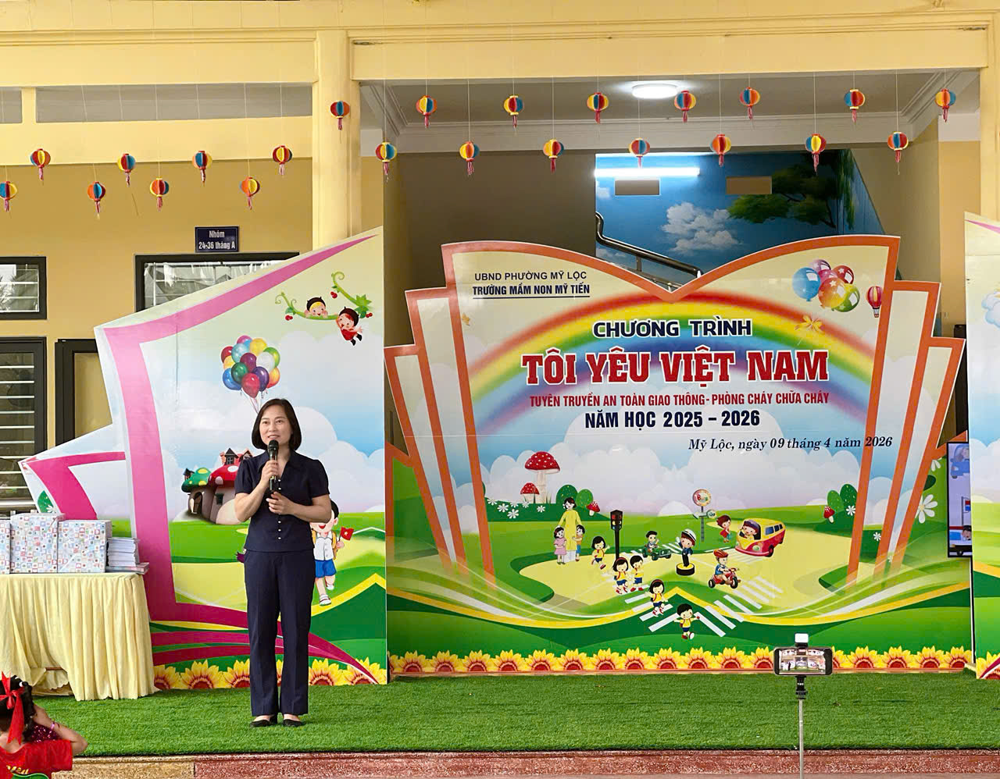 Nhóm
24-36 tháng A
UBND PHƯỜNG MỸ LỘC
TRƯỜNG MẦM NON MỸ TIẾN
CHƯƠNG TRÌNH
TÔI YÊU VIỆT NAM
TUYÊN TRUYỀN AN TOÀN GIAO THÔNG - PHÒNG CHÁY CHỮA CHÁY
NĂM HỌC 2025 - 2026
Mỹ Lộc, ngày 09 tháng 4 năm 2026